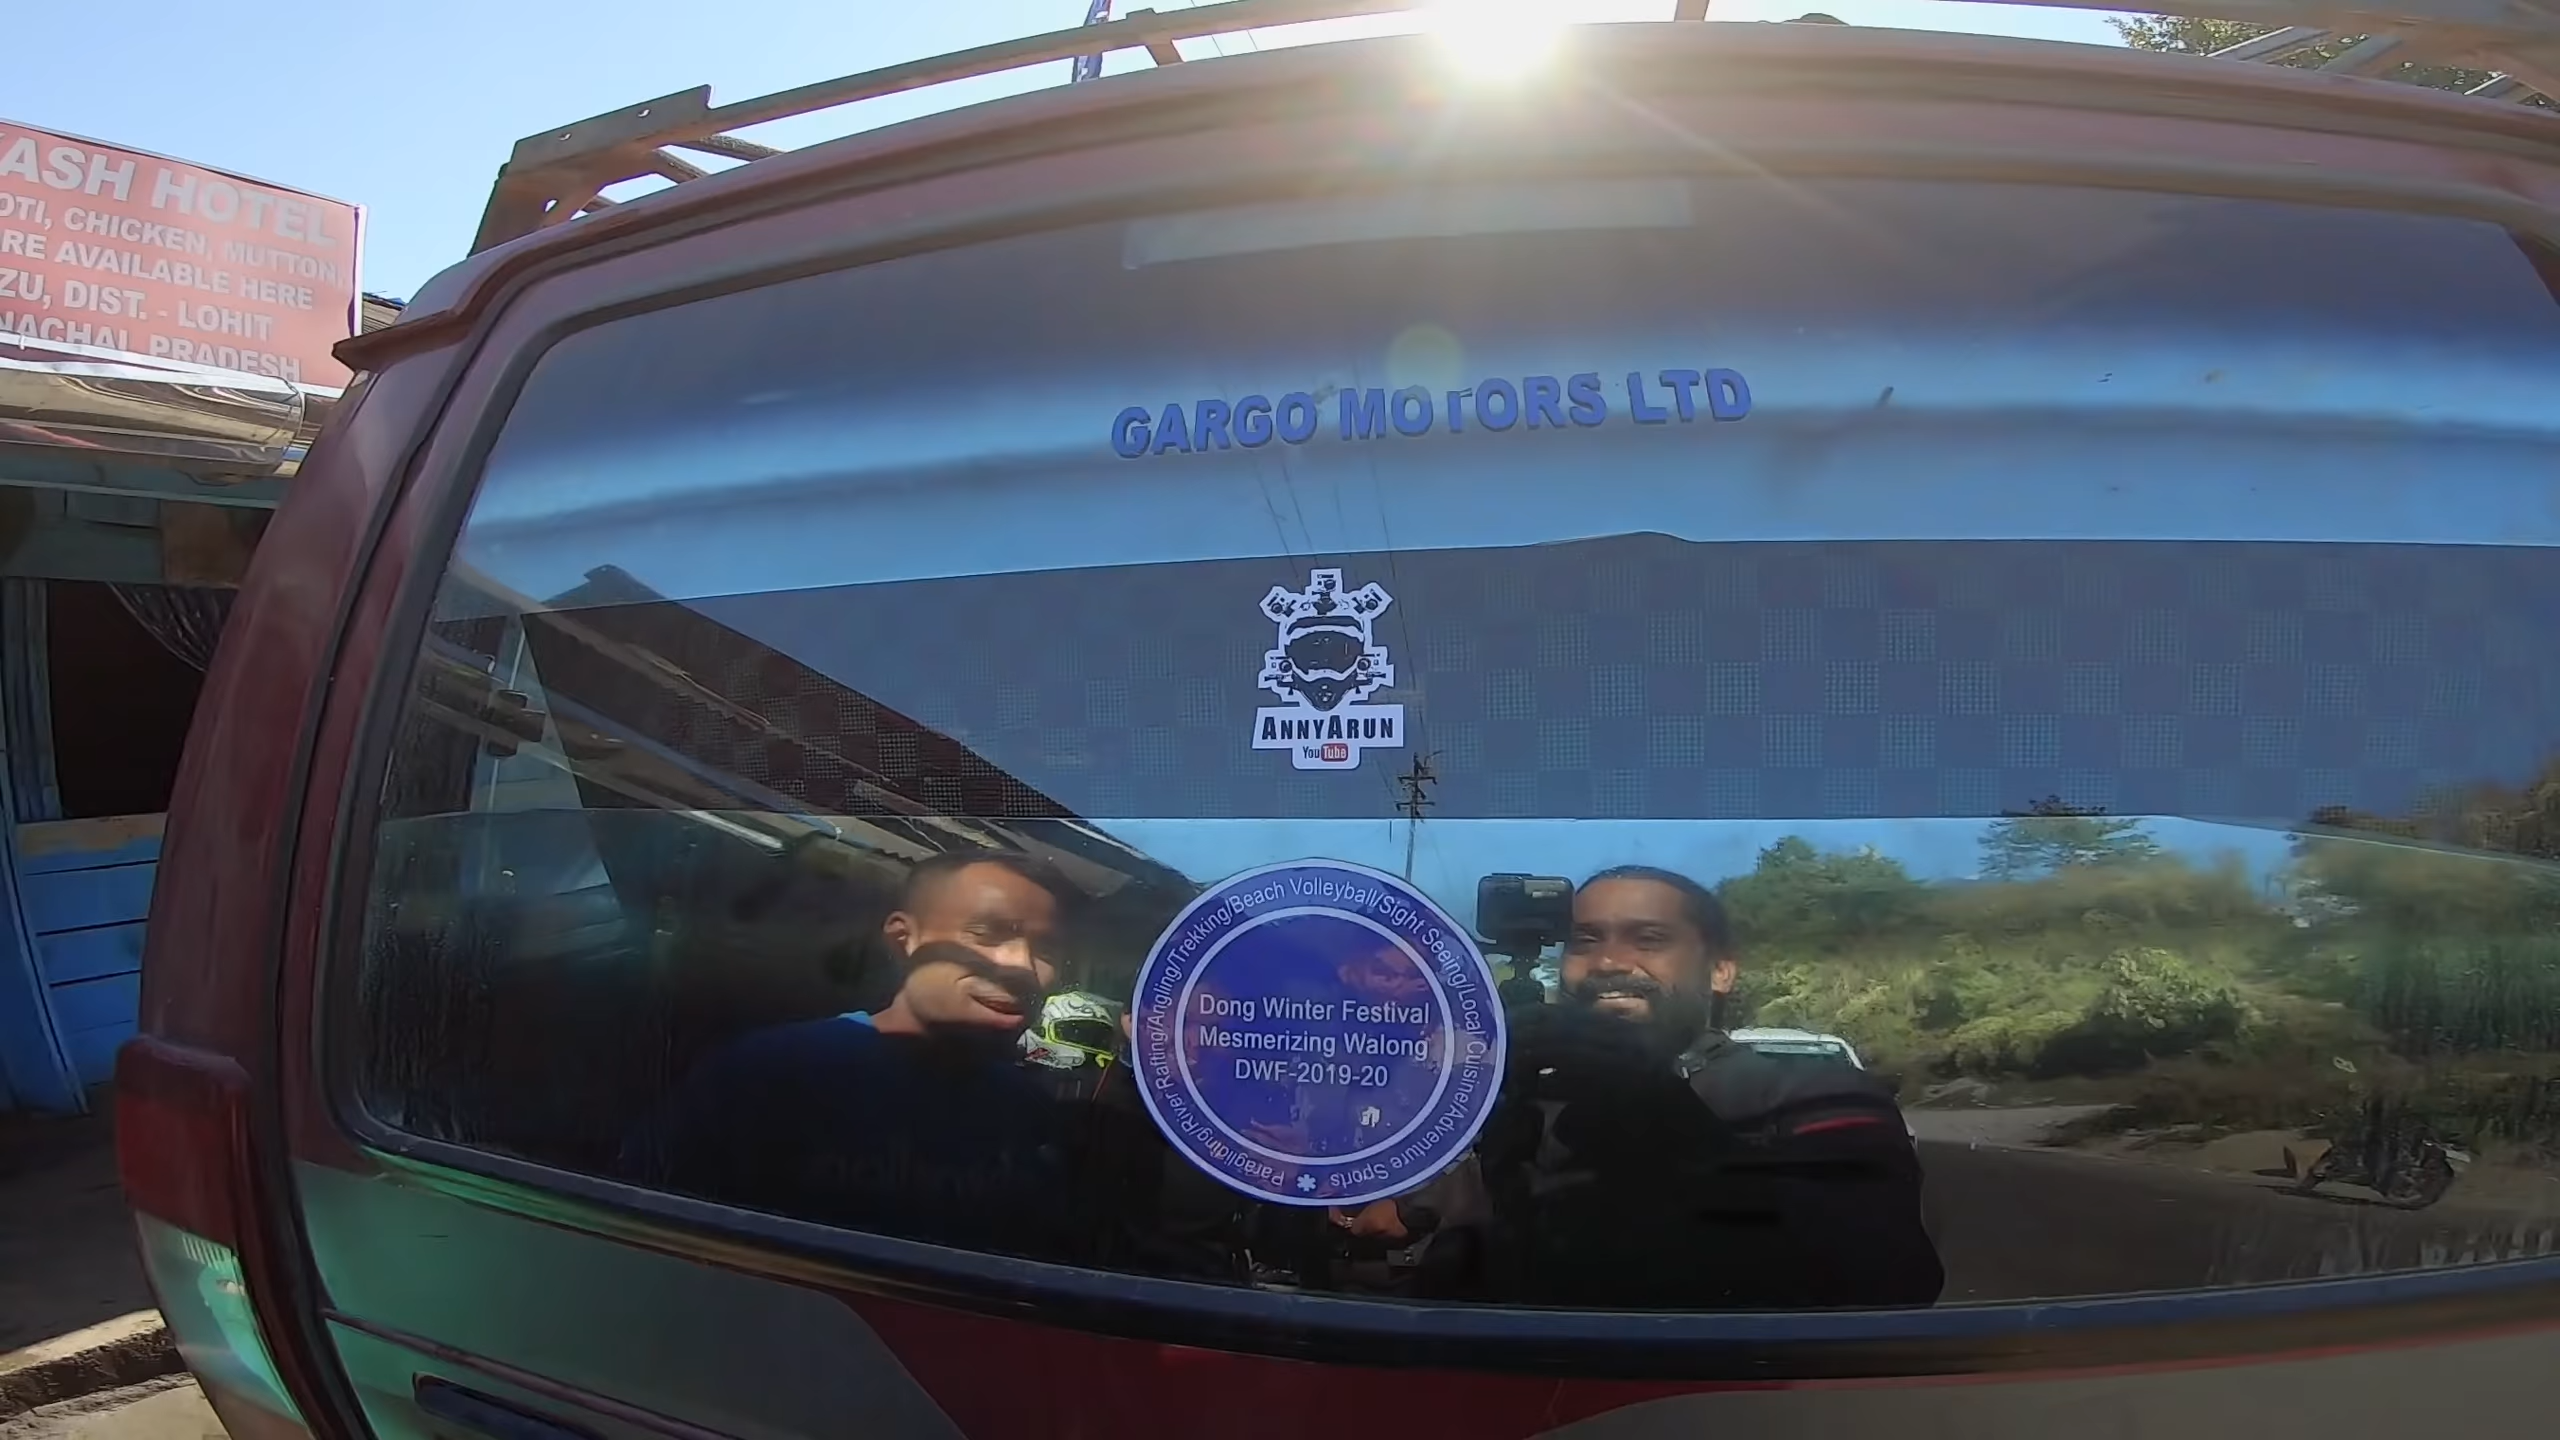 ASH HOTEL
OTI, CHICKEN, MUTTON
RE AVAILABLE HERE
ZU, DIST. - LOHIT
NACHAL PRADESH
GARGO MOTORS LTD
ANNYARUN
YouTube
Paragliding/River Rafting/Angling/Trekking/Beach Volleyball/Sight Seeing/Local Cuisine/Adventure Sports
Dong Winter Festival
Mesmerizing Walong
DWF-2019-20